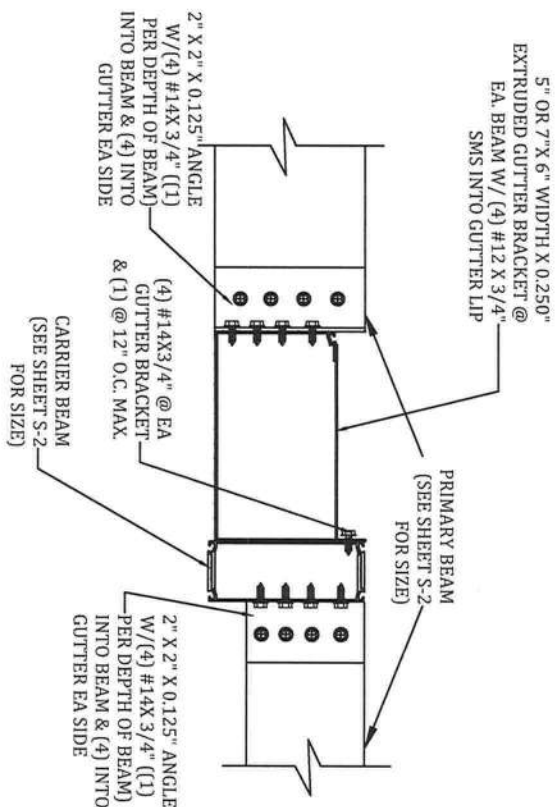 5" OR 7"X 6" WIDTH X 0.250"
EXTRUDED GUTTER BRACKET @
EA. BEAM W/ (4) #12 X 3/4"
SMS INTO GUTTER LIP
PRIMARY BEAM
(SEE SHEET S-2
FOR SIZE)
2" X 2" X 0.125" ANGLE
W/(4) #14X 3/4" ((1)
PER DEPTH OF BEAM)
INTO BEAM & (4) INTO
GUTTER EA SIDE
(4) #14X3/4" @ EA
GUTTER BRACKET
& (1) @ 12" O.C. MAX.
CARRIER BEAM
(SEE SHEET S-2
FOR SIZE)
2" X 2" X 0.125" ANGLE
W/(4) #14X 3/4" ((1)
PER DEPTH OF BEAM)
INTO BEAM & (4) INTO
GUTTER EA SIDE